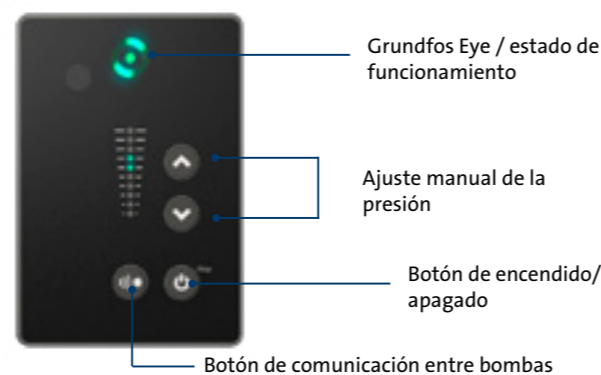 Grundfos Eye / estado de
funcionamiento
Ajuste manual de la
presión
Botón de encendido/
apagado
Botón de comunicación entre bombas